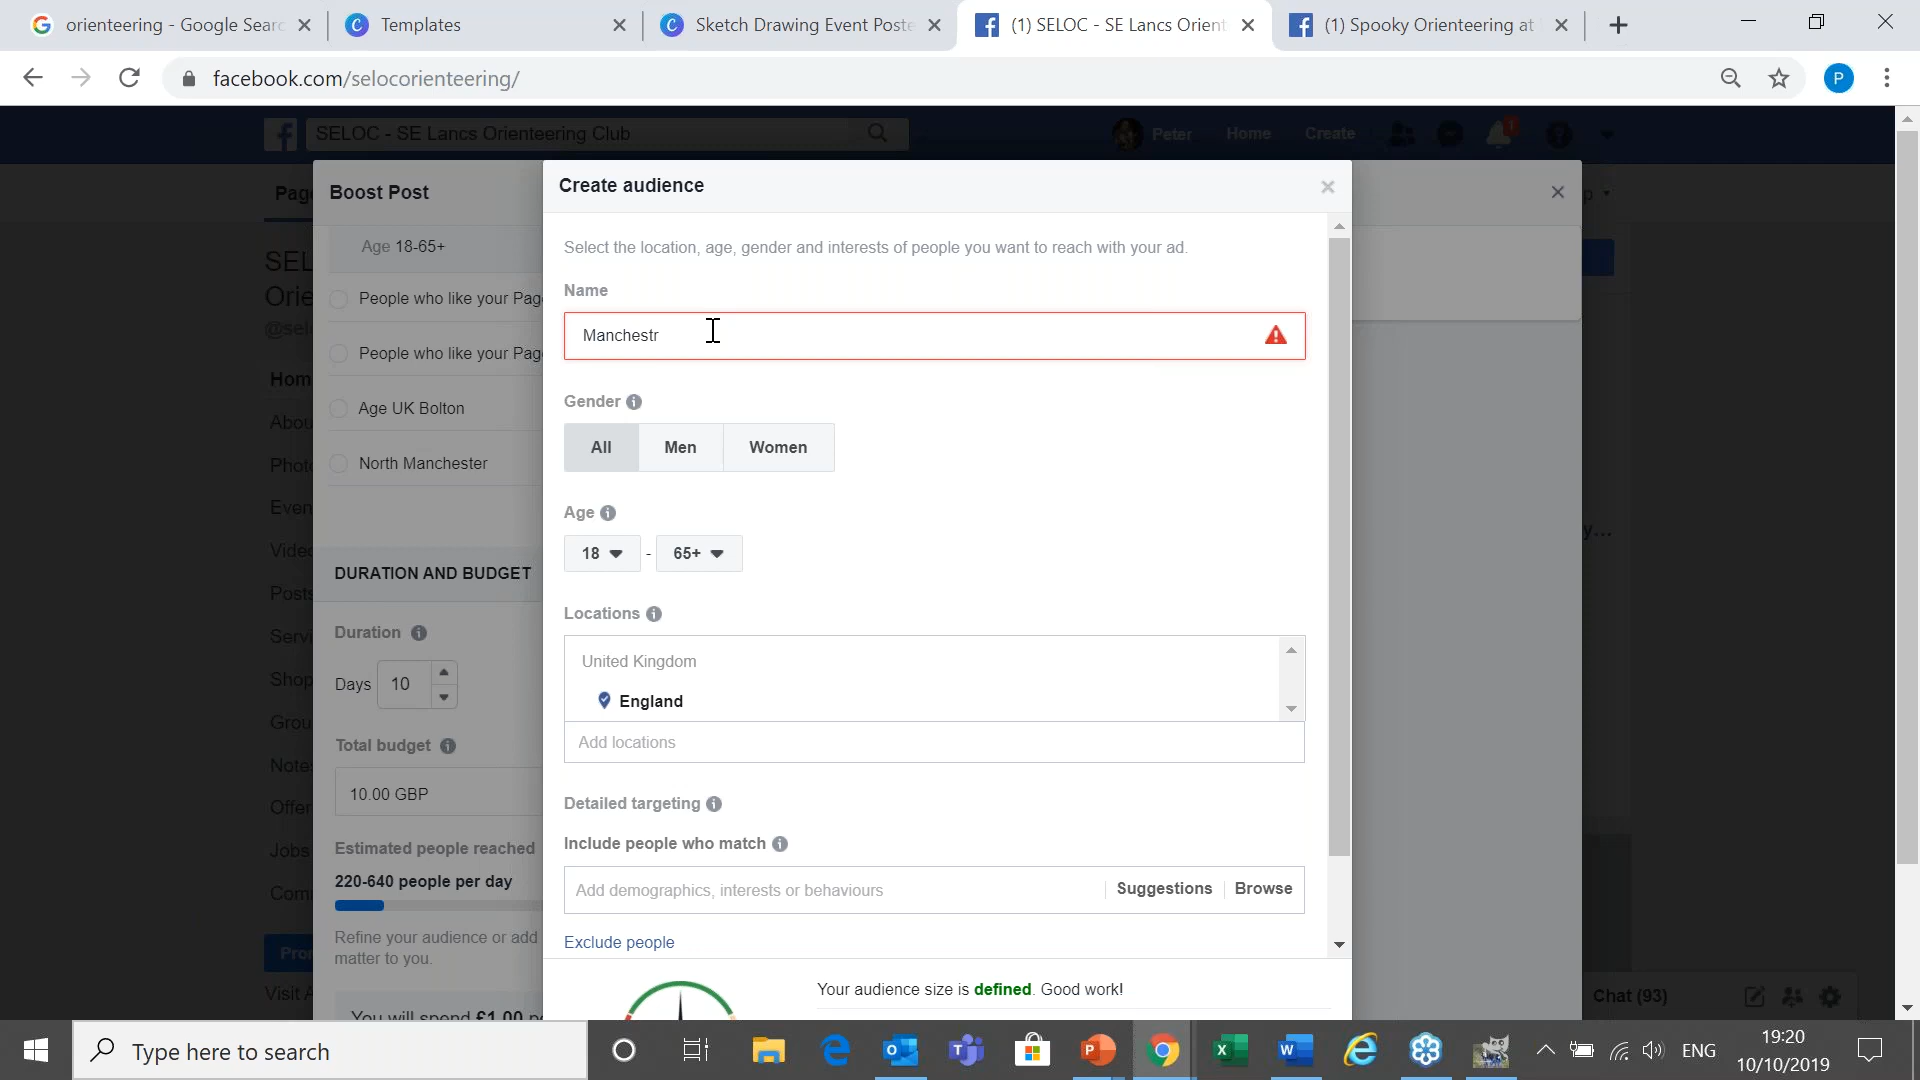 orienteering - Google Searc
Templates
Sketch Drawing Event Poste
(1) SELOC - SE Lancs Orient
(1) Spooky Orienteering at
facebook.com/selocorienteering/
P
SELOC - SE Lancs Orienteering Club
Peter
Home
Create
1
Boost Post
Age 18-65+
People who like your Pag
People who like your Pag
Age UK Bolton
North Manchester
DURATION AND BUDGET
Duration
Days
10
Total budget
10.00 GBP
Estimated people reached
220-640 people per day
Refine your audience or add
matter to you.
You will spend £1.00 p
Create audience
Select the location, age, gender and interests of people you want to reach with your ad.
Name
Manchestr
Gender
All
Men
Women
Age
18
-
65+
Locations
United Kingdom
England
Add locations
Detailed targeting
Include people who match
Add demographics, interests or behaviours
Suggestions
Browse
Exclude people
Your audience size is defined. Good work!
Chat (93)
Type here to search
ENG
19:20
10/10/2019